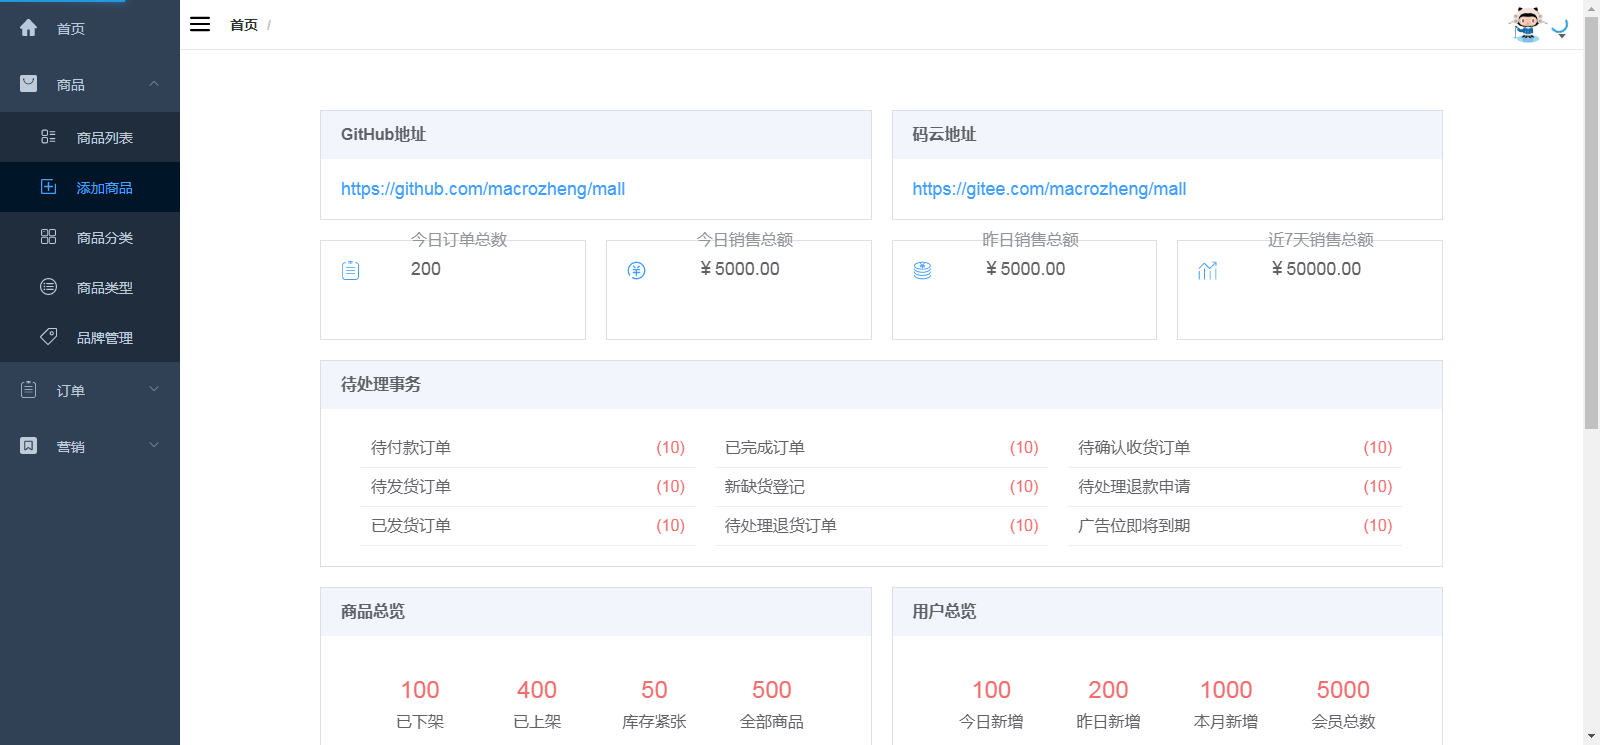 首页
商品
商品列表
添加商品
商品分类
商品类型
品牌管理
订单
营销
首页 /
GitHub地址
https://github.com/macrozheng/mall
码云地址
https://gitee.com/macrozheng/mall
今日订单总数
200
今日销售总额
￥5000.00
昨日销售总额
￥5000.00
近7天销售总额
￥50000.00
待处理事务
待付款订单 (10) 已完成订单 (10) 待确认收货订单 (10)
待发货订单 (10) 新缺货登记 (10) 待处理退款申请 (10)
已发货订单 (10) 待处理退货订单 (10) 广告位即将到期 (10)
商品总览
100 400 50 500
已下架 已上架 库存紧张 全部商品
用户总览
100 200 1000 5000
今日新增 昨日新增 本月新增 会员总数